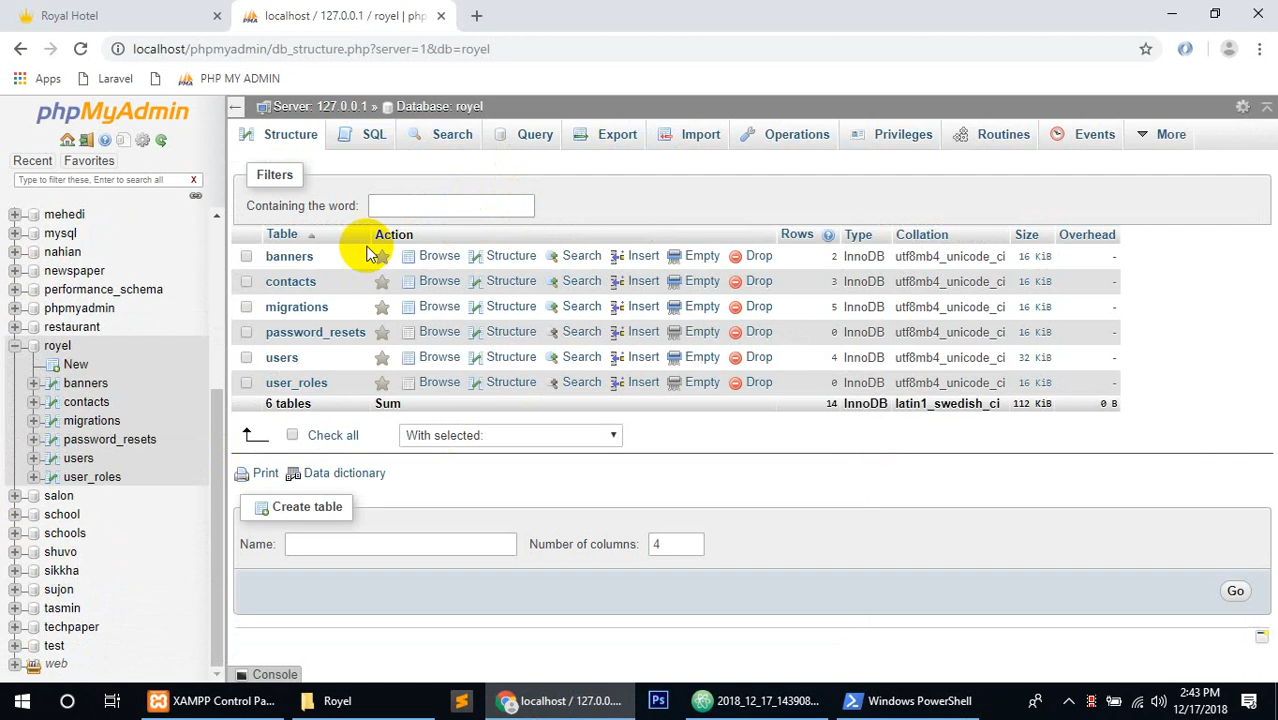 Royal Hotel
localhost / 127.0.0.1 / royel | php
localhost/phpmyadmin/db_structure.php?server=1&db=royel
Apps Laravel PHP MY ADMIN
phpMyAdmin
Server: 127.0.0.1 » Database: royel
Structure SQL Search Query Export Import Operations Privileges Routines Events More
Recent Favorites
Type to filter these, Enter to search all X
Filters
Containing the word:
mehedi
mysql
nahian
newspaper
performance_schema
phpmyadmin
restaurant
royel
New
banners
contacts
migrations
password_resets
users
user_roles
salon
school
schools
shuvo
sikkha
sujon
tasmin
techpaper
test
web
Table Action Rows Type Collation Size Overhead
banners Browse Structure Search Insert Empty Drop 2 InnoDB utf8mb4_unicode_ci 16 KiB -
contacts Browse Structure Search Insert Empty Drop 3 InnoDB utf8mb4_unicode_ci 16 KiB -
migrations Browse Structure Search Insert Empty Drop 5 InnoDB utf8mb4_unicode_ci 16 KiB -
password_resets Browse Structure Search Insert Empty Drop 0 InnoDB utf8mb4_unicode_ci 16 KiB -
users Browse Structure Search Insert Empty Drop 4 InnoDB utf8mb4_unicode_ci 32 KiB -
user_roles Browse Structure Search Insert Empty Drop 0 InnoDB utf8mb4_unicode_ci 16 KiB -
6 tables Sum 14 InnoDB latin1_swedish_ci 112 KiB 0 B
Check all With selected:
Print Data dictionary
Create table
Name: Number of columns: 4
Go
Console
XAMPP Control Pa... Royel localhost / 127.0.0.... Ps 2018_12_17_143908... Windows PowerShell 2:43 PM
12/17/2018